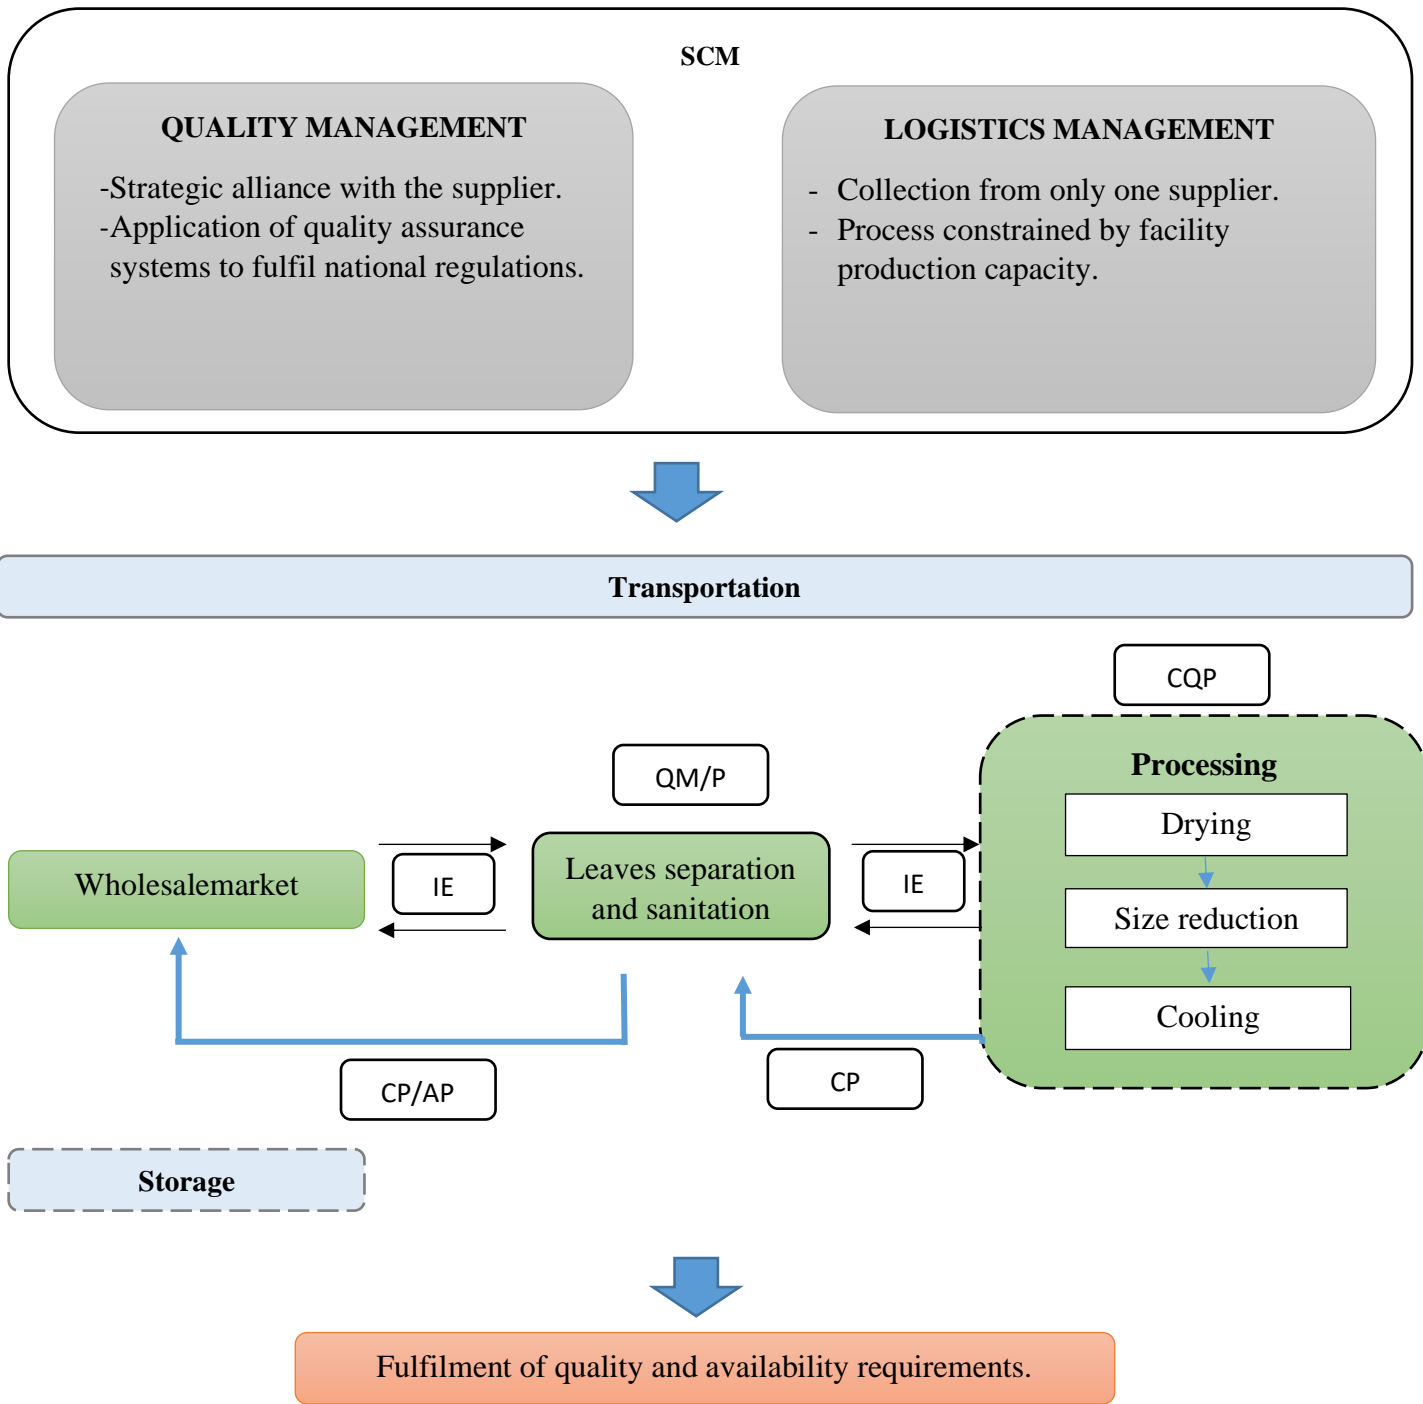 SCM
QUALITY MANAGEMENT
-Strategic alliance with the supplier.
-Application of quality assurance
systems to fulfil national regulations.
LOGISTICS MANAGEMENT
- Collection from only one supplier.
- Process constrained by facility
production capacity.
Transportation
CQP
QM/P
Processing
Drying
Size reduction
Cooling
Wholesalemarket
IE
Leaves separation
and sanitation
IE
CP/AP
CP
Storage
Fulfilment of quality and availability requirements.